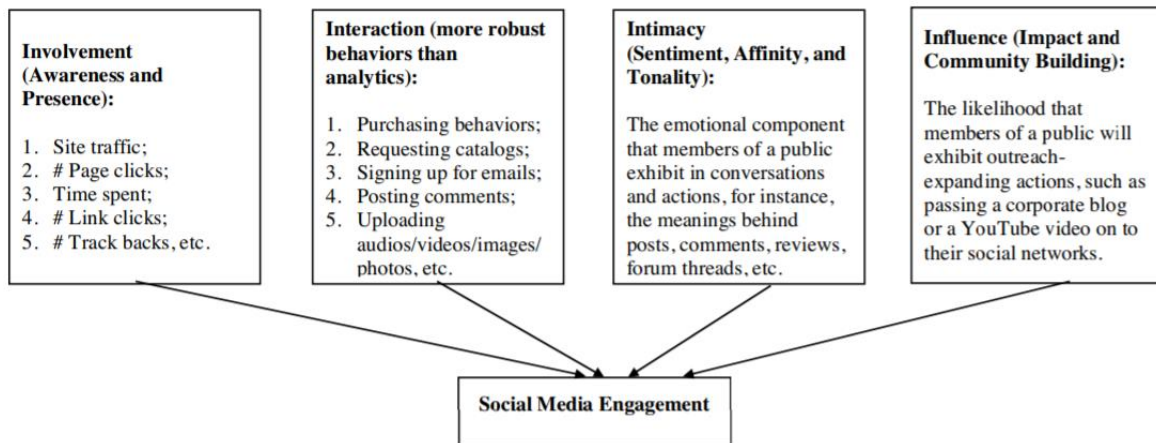 Involvement
(Awareness and
Presence):
1. Site traffic;
2. # Page clicks;
3. Time spent;
4. # Link clicks;
5. # Track backs, etc.
Interaction (more robust
behaviors than
analytics):
1. Purchasing behaviors;
2. Requesting catalogs;
3. Signing up for emails;
4. Posting comments;
5. Uploading
audios/videos/images/
photos, etc.
Intimacy
(Sentiment, Affinity, and
Tonality):
The emotional component
that members of a public
exhibit in conversations
and actions, for instance,
the meanings behind
posts, comments, reviews,
forum threads, etc.
Influence (Impact and
Community Building):
The likelihood that
members of a public will
exhibit outreach-
expanding actions, such as
passing a corporate blog
or a YouTube video on to
their social networks.
Social Media Engagement